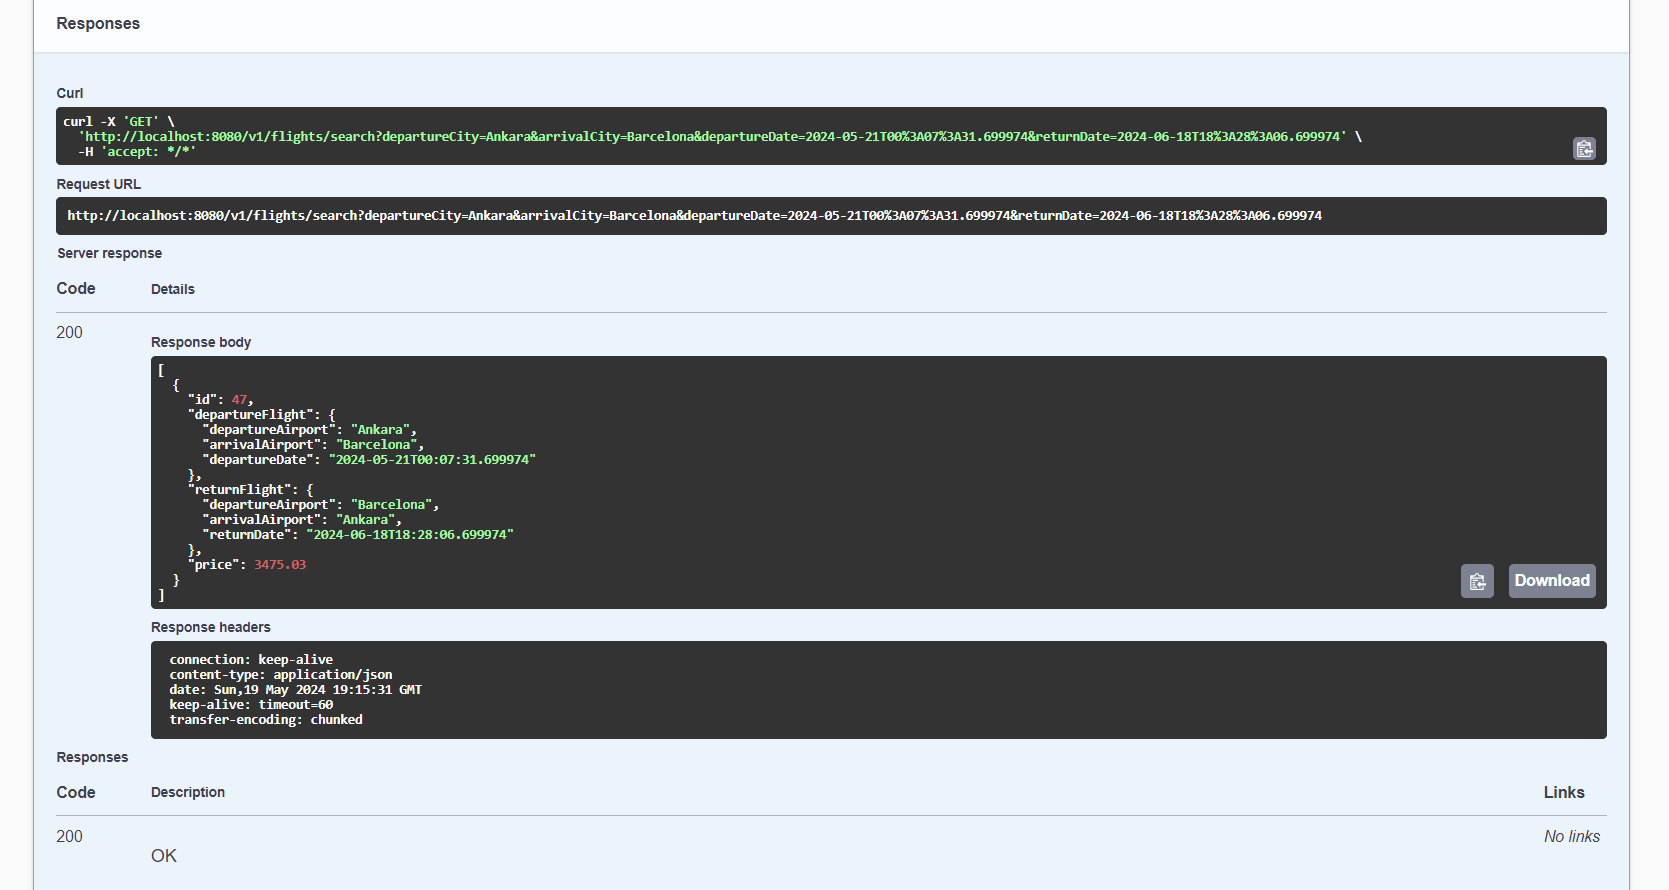 Responses
Curl
curl -X 'GET' \
'http://localhost:8080/v1/flights/search?departureCity=Ankara&arrivalCity=Barcelona&departureDate=2024-05-21T00%3A07%3A31.699974&returnDate=2024-06-18T18%3A28%3A06.699974' \
-H 'accept: */*'
Request URL
http://localhost:8080/v1/flights/search?departureCity=Ankara&arrivalCity=Barcelona&departureDate=2024-05-21T00%3A07%3A31.699974&returnDate=2024-06-18T18%3A28%3A06.699974
Server response
Code Details
200
Response body
[
{
"id": 47,
"departureFlight": {
"departureAirport": "Ankara",
"arrivalAirport": "Barcelona",
"departureDate": "2024-05-21T00:07:31.699974"
},
"returnFlight": {
"departureAirport": "Barcelona",
"arrivalAirport": "Ankara",
"returnDate": "2024-06-18T18:28:06.699974"
},
"price": 3475.03
}
]
Download
Response headers
connection: keep-alive
content-type: application/json
date: Sun,19 May 2024 19:15:31 GMT
keep-alive: timeout=60
transfer-encoding: chunked
Responses
Code Description Links
200 No links
OK